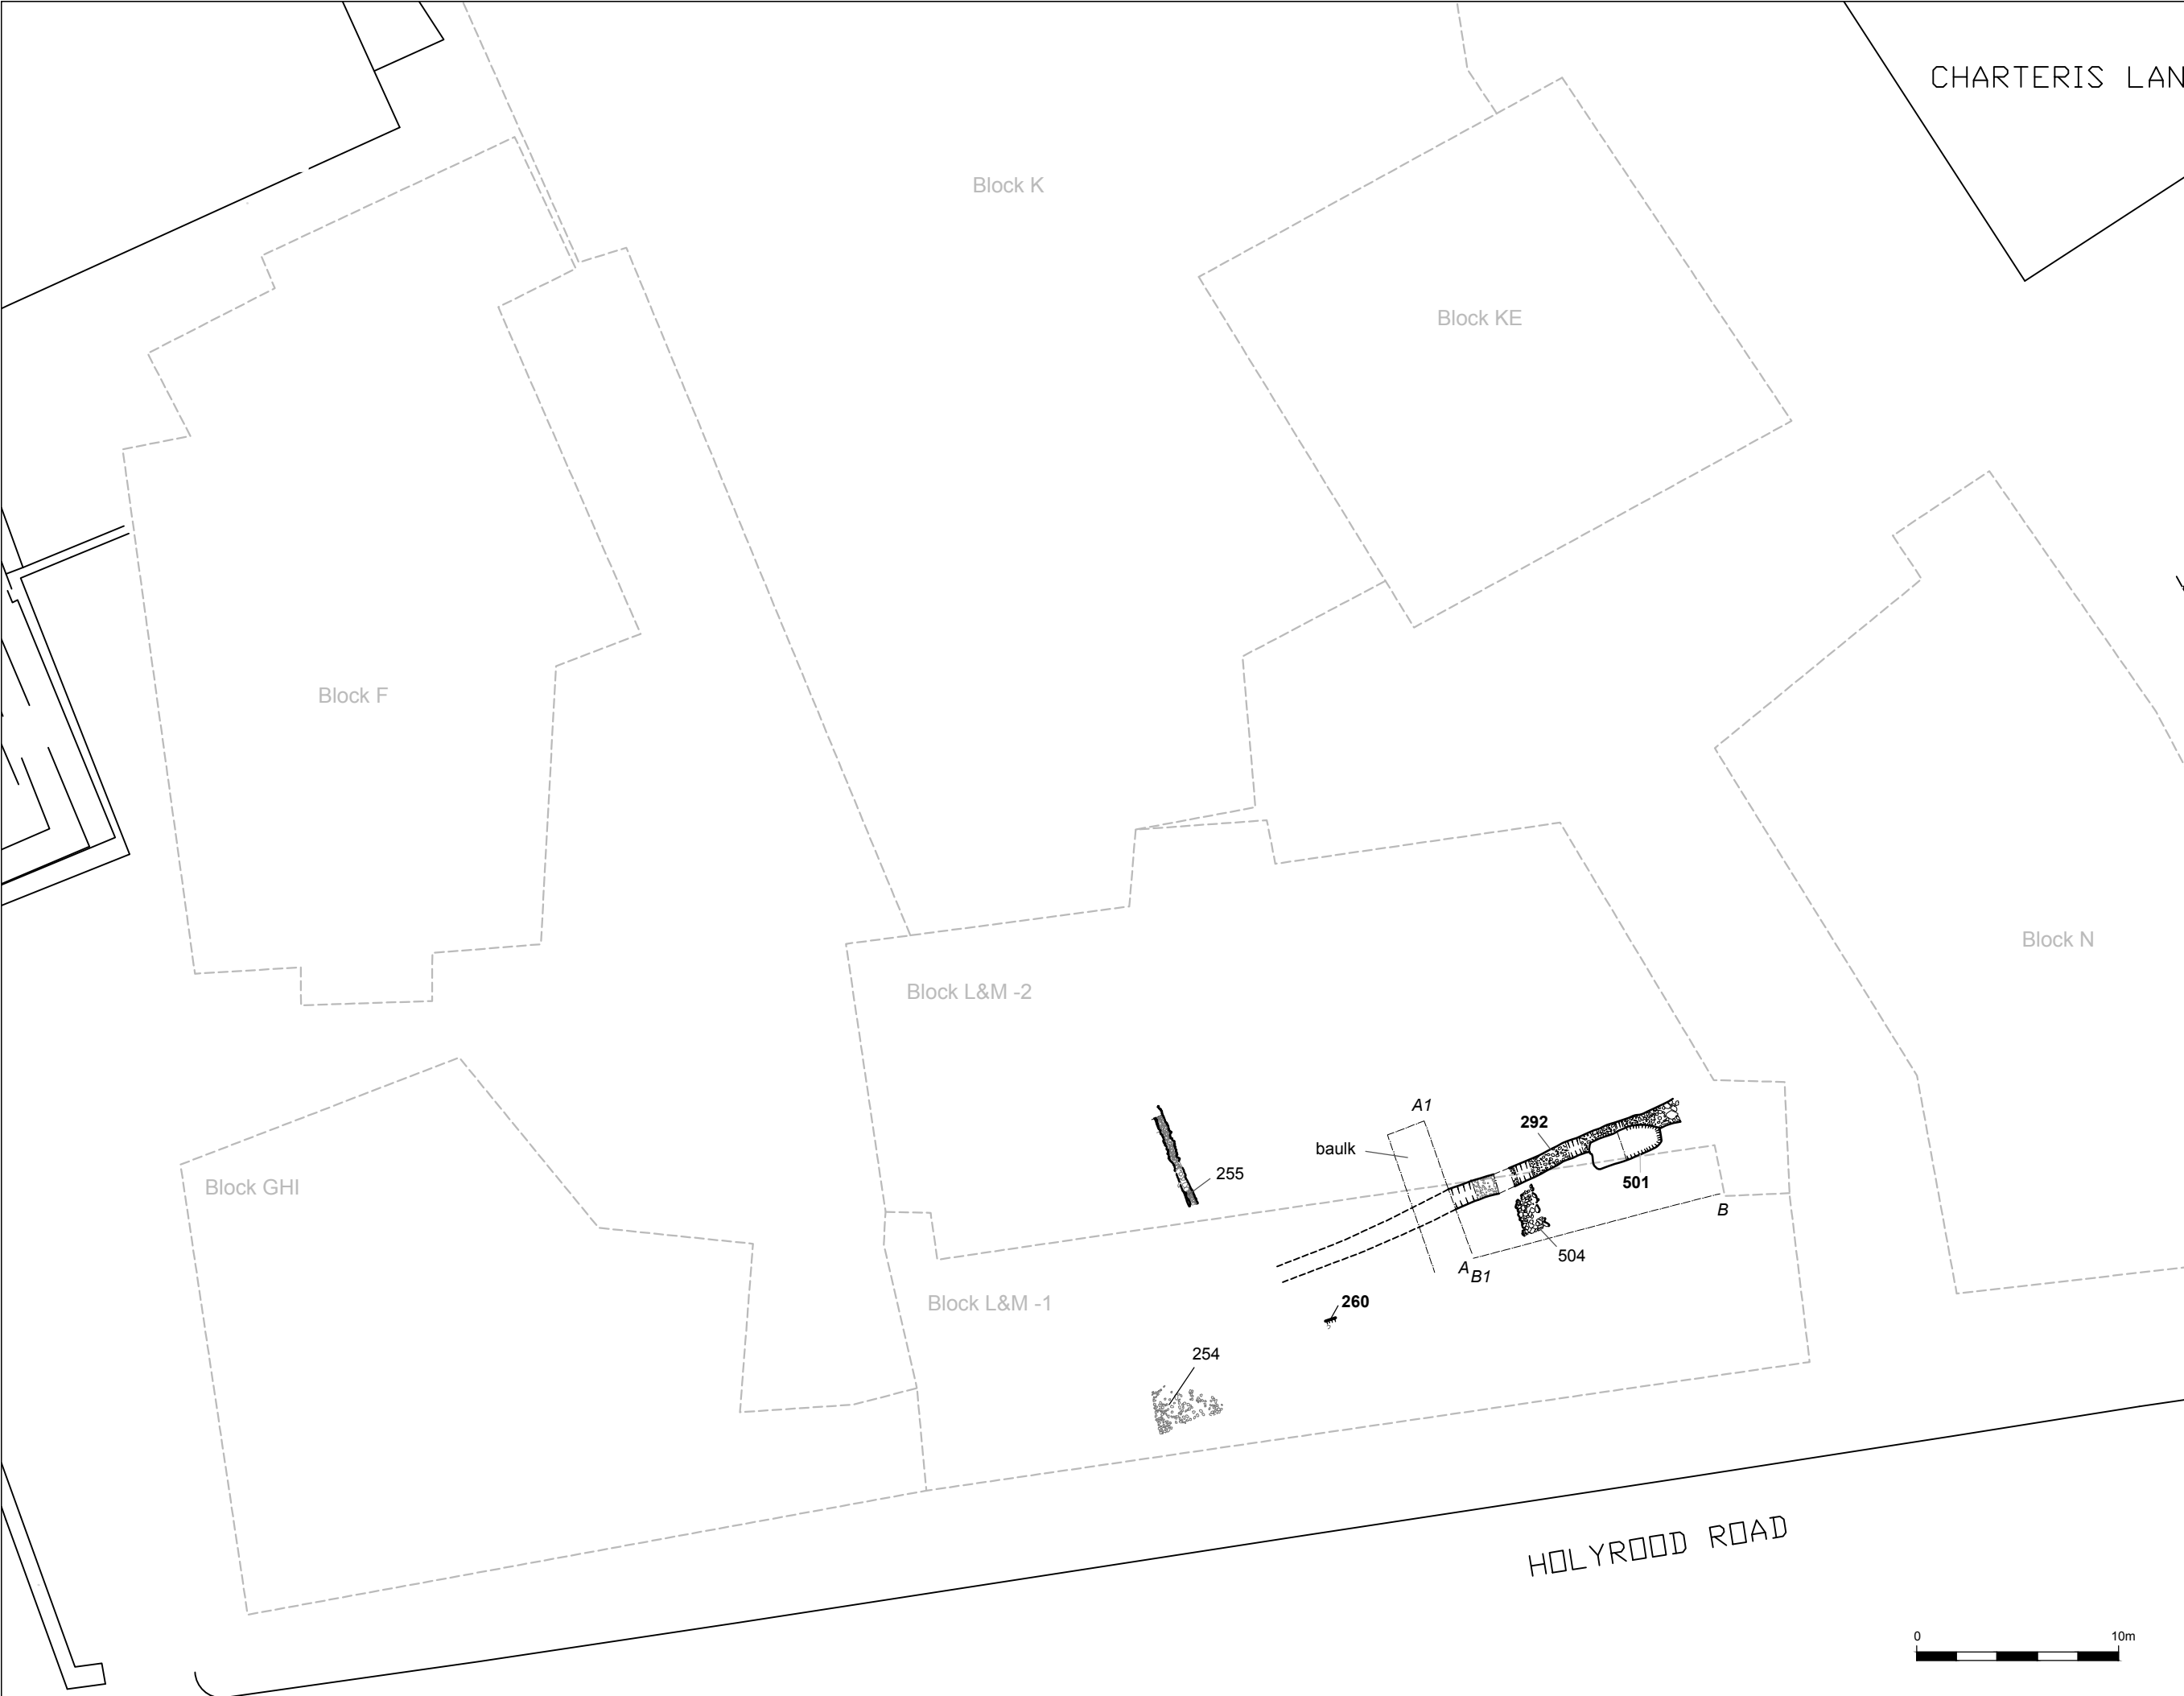 CHARTERIS LAN
Block K
Block KE
Block F
Block N
Block L&M -2
A1
292
baulk
255
501
Block GHI
B
504
A
B1
Block L&M -1
260
254
HOLYROOD ROAD
0 10m